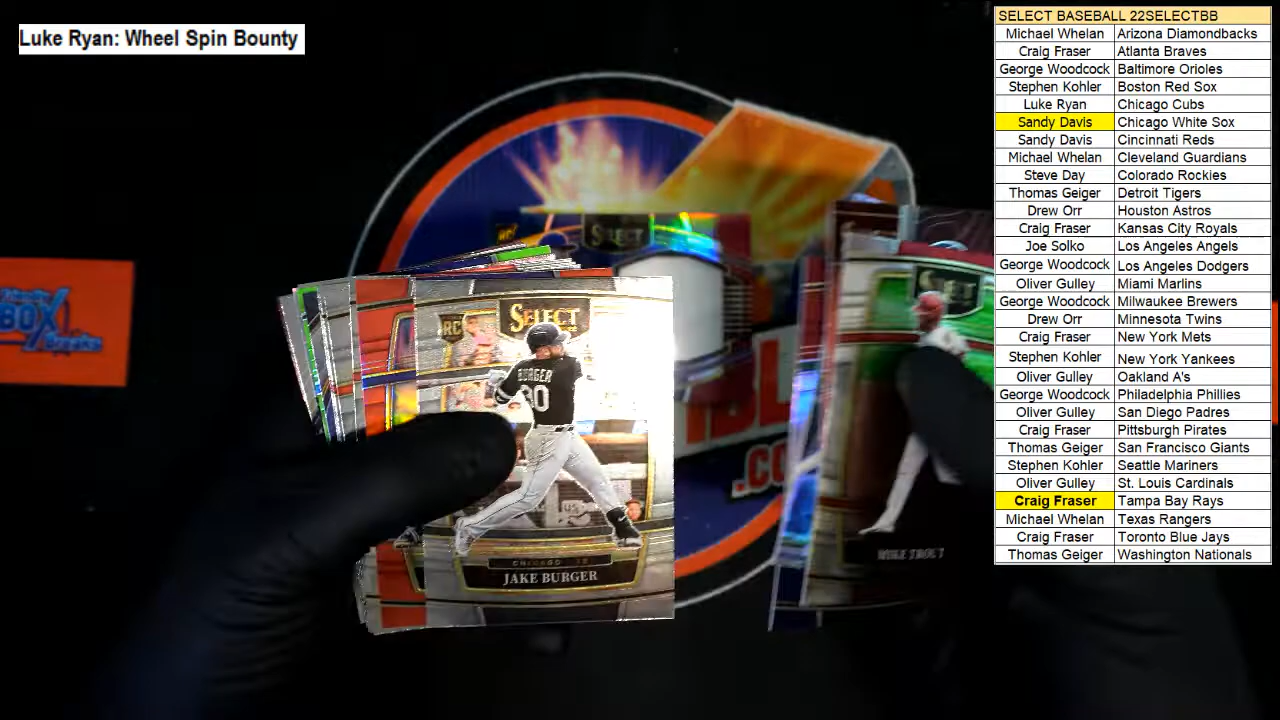 Luke Ryan: Wheel Spin Bounty
SELECT BASEBALL 22SELECTBB
Michael Whelan Arizona Diamondbacks
Craig Fraser Atlanta Braves
George Woodcock Baltimore Orioles
Stephen Kohler Boston Red Sox
Luke Ryan Chicago Cubs
Sandy Davis Chicago White Sox
Sandy Davis Cincinnati Reds
Michael Whelan Cleveland Guardians
Steve Day Colorado Rockies
Thomas Geiger Detroit Tigers
Drew Orr Houston Astros
Craig Fraser Kansas City Royals
Joe Solko Los Angeles Angels
George Woodcock Los Angeles Dodgers
Oliver Gulley Miami Marlins
George Woodcock Milwaukee Brewers
Drew Orr Minnesota Twins
Craig Fraser New York Mets
Stephen Kohler New York Yankees
Oliver Gulley Oakland A's
George Woodcock Philadelphia Phillies
Oliver Gulley San Diego Padres
Craig Fraser Pittsburgh Pirates
Thomas Geiger San Francisco Giants
Stephen Kohler Seattle Mariners
Oliver Gulley St. Louis Cardinals
Craig Fraser Tampa Bay Rays
Michael Whelan Texas Rangers
Craig Fraser Toronto Blue Jays
Thomas Geiger Washington Nationals
SELECT
RC
SELECT
BURGER
00
CHICAGO
JAKE BURGER
SELECT
MIKE TROUT
BOX
Breaks
.CO